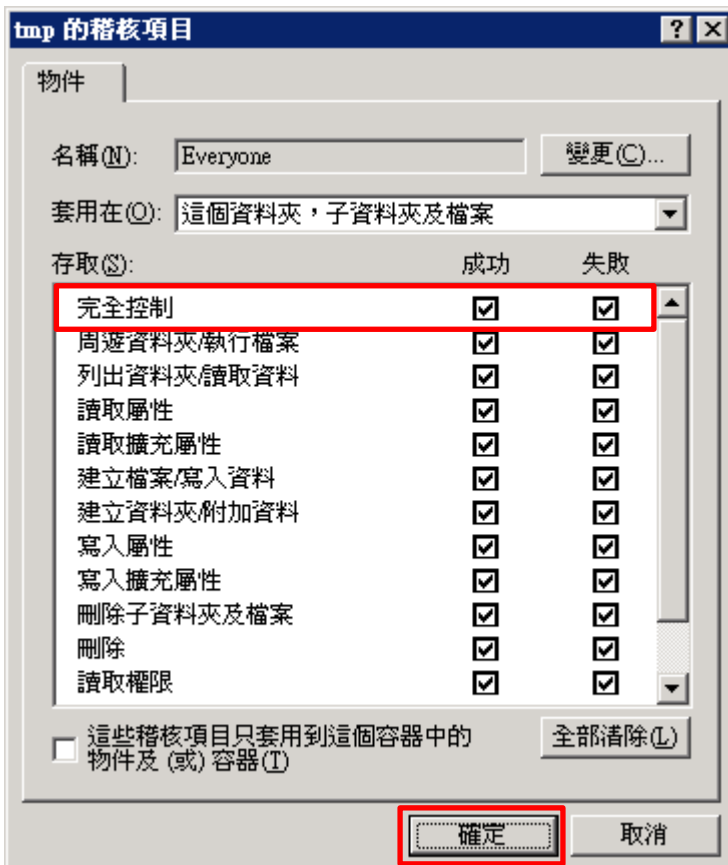 tmp 的稽核項目
物件
名稱(N): Everyone 變更(C)...
套用在(O): 這個資料夾，子資料夾及檔案
存取(S): 成功 失敗
完全控制
周遊資料夾/執行檔案
列出資料夾/讀取資料
讀取屬性
讀取擴充屬性
建立檔案/寫入資料
建立資料夾/附加資料
寫入屬性
寫入擴充屬性
刪除子資料夾及檔案
刪除
讀取權限
這些稽核項目只套用到這個容器中的
物件及 (或) 容器(T) 全部清除(L)
確定 取消